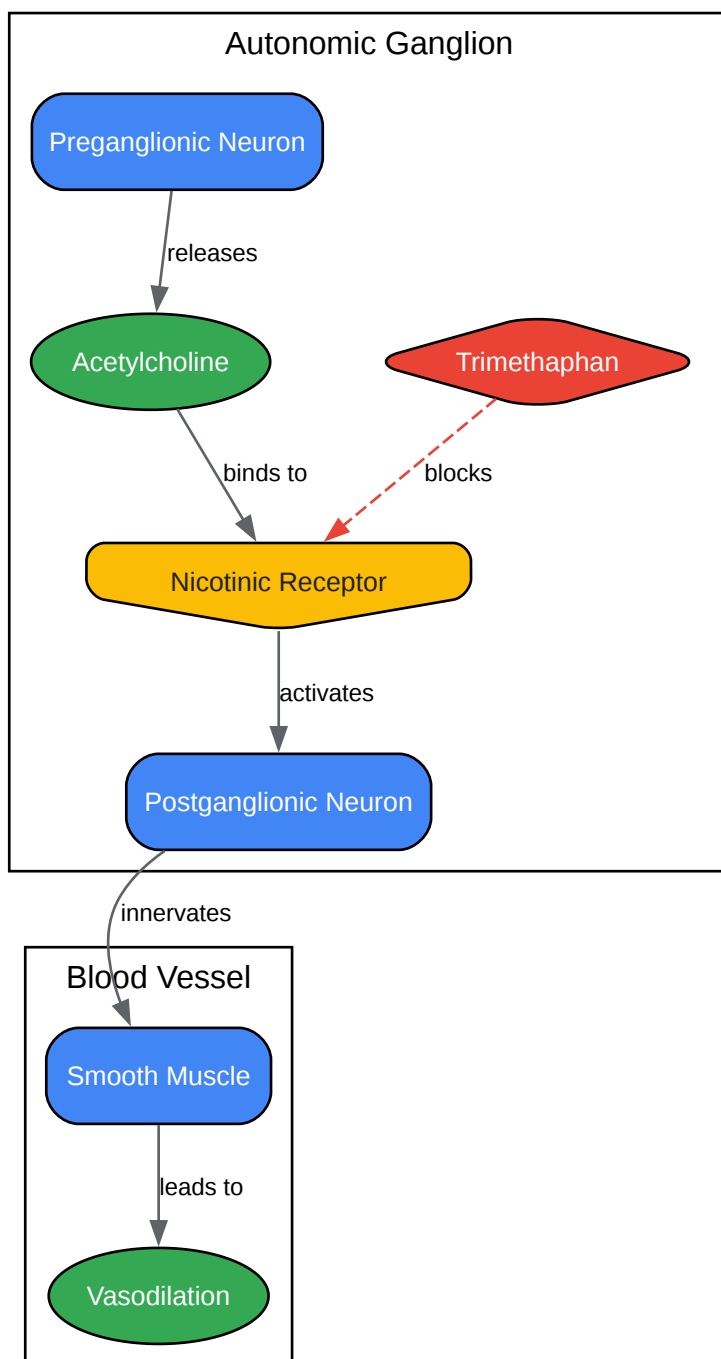 Autonomic Ganglion
Preganglionic Neuron
releases
Acetylcholine
Trimethaphan
binds to
blocks
Nicotinic Receptor
activates
Postganglionic Neuron
innervates
Blood Vessel
Smooth Muscle
leads to
Vasodilation